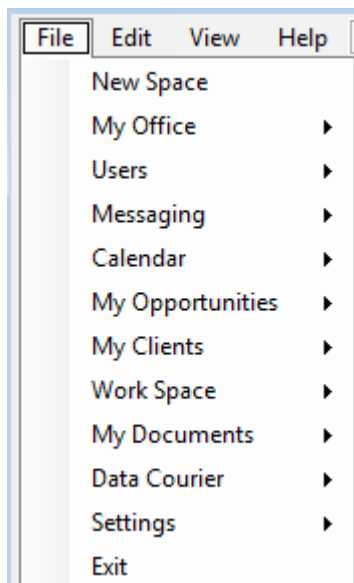 File Edit View Help
New Space
My Office
Users
Messaging
Calendar
My Opportunities
My Clients
Work Space
My Documents
Data Courier
Settings
Exit